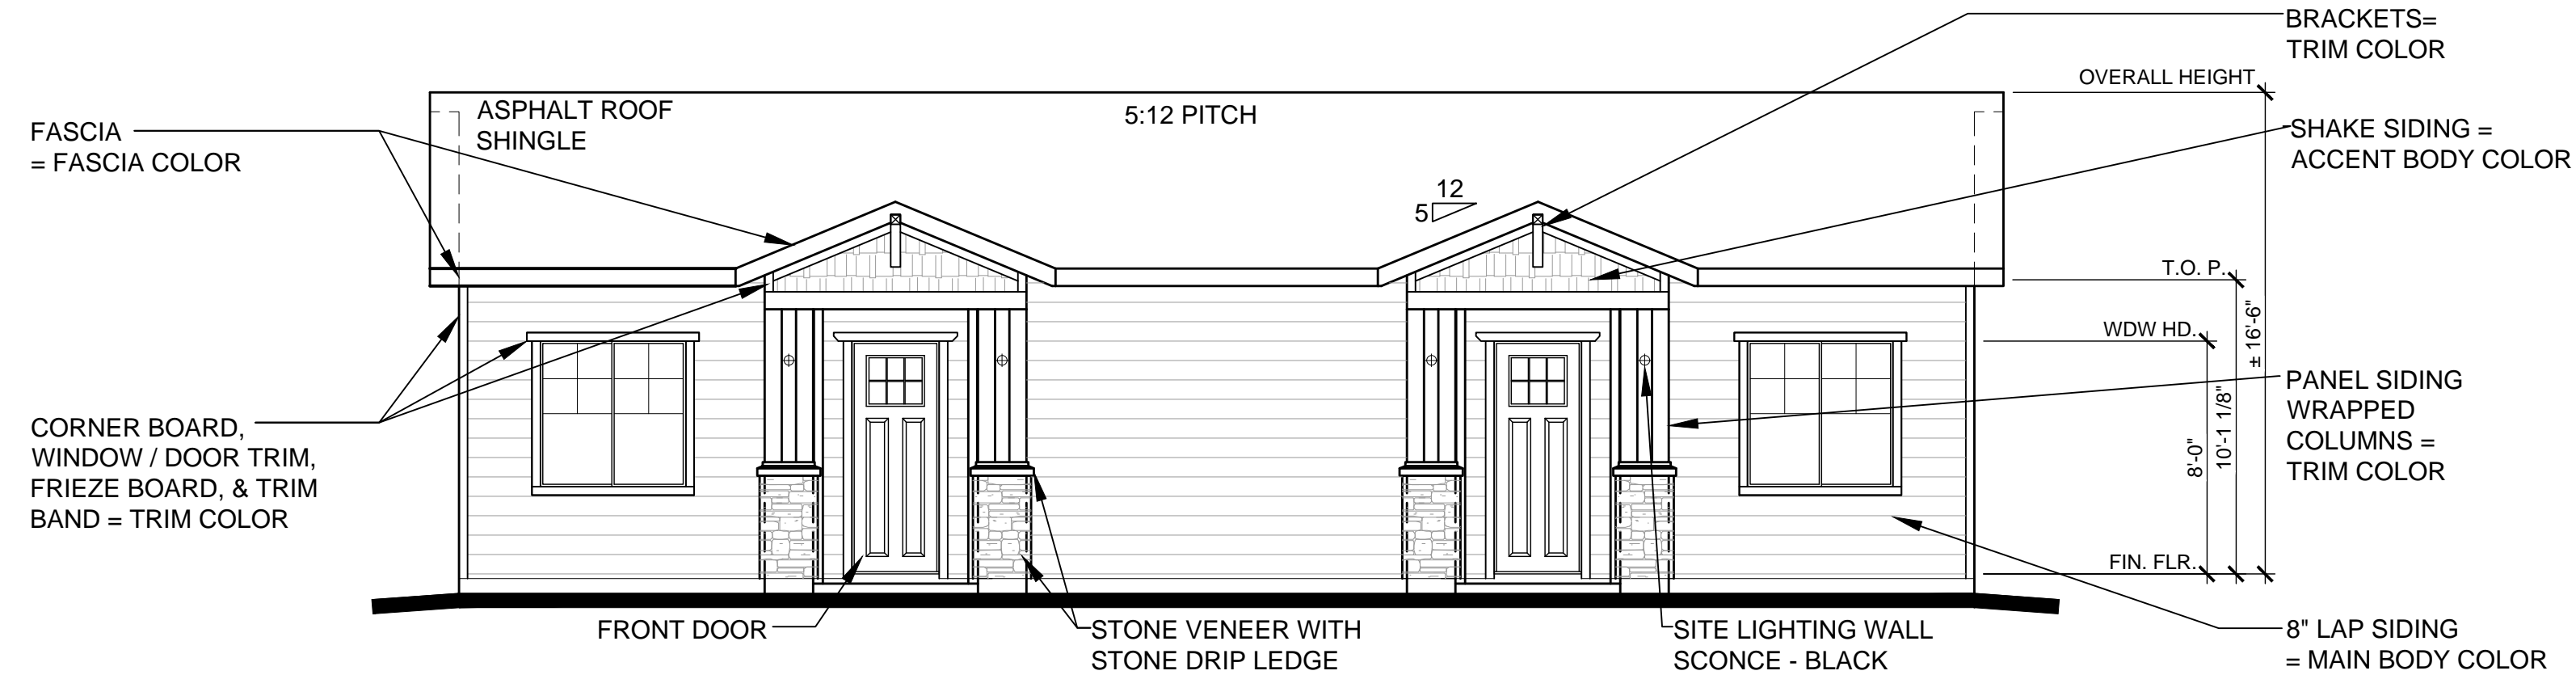 BRACKETS=
TRIM COLOR
OVERALL HEIGHT
ASPHALT ROOF
SHINGLE
5:12 PITCH
FASCIA
= FASCIA COLOR
SHAKE SIDING =
ACCENT BODY COLOR
12
5
T.O. P.
WDW HD.
± 16'-6"
10'-1 1/8"
8'-0"
PANEL SIDING
WRAPPED
COLUMNS =
TRIM COLOR
CORNER BOARD,
WINDOW / DOOR TRIM,
FRIEZE BOARD, & TRIM
BAND = TRIM COLOR
FIN. FLR.
FRONT DOOR
STONE VENEER WITH
STONE DRIP LEDGE
SITE LIGHTING WALL
SCONCE - BLACK
8" LAP SIDING
= MAIN BODY COLOR